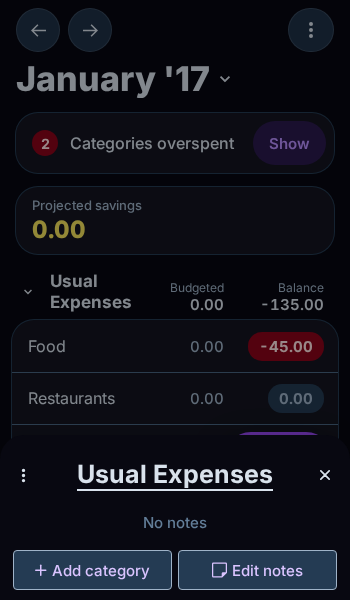 January '17
2 Categories overspent Show
Projected savings
0.00
Usual Expenses Budgeted 0.00 Balance -135.00
Food 0.00 -45.00
Restaurants 0.00 0.00
Usual Expenses
No notes
+ Add category Edit notes